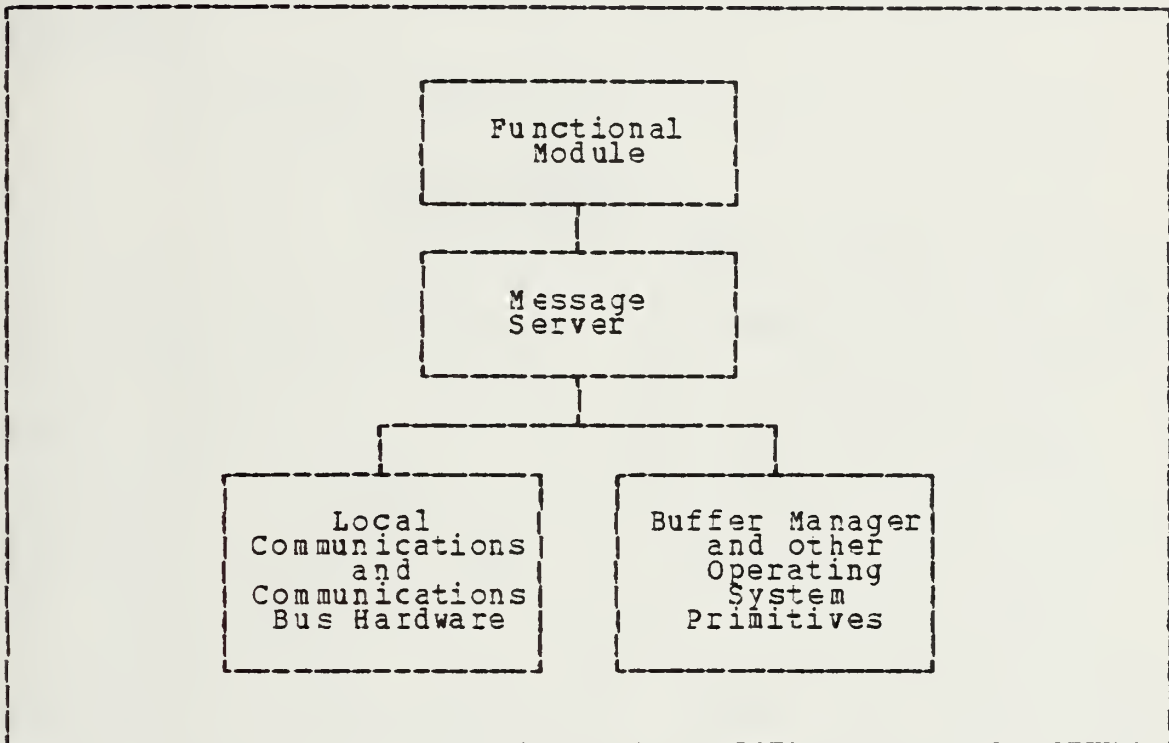 Functional
Module
Message
Server
Local
Communications
and
Communications
Bus Hardware
Buffer Manager
and other
Operating
System
Primitives